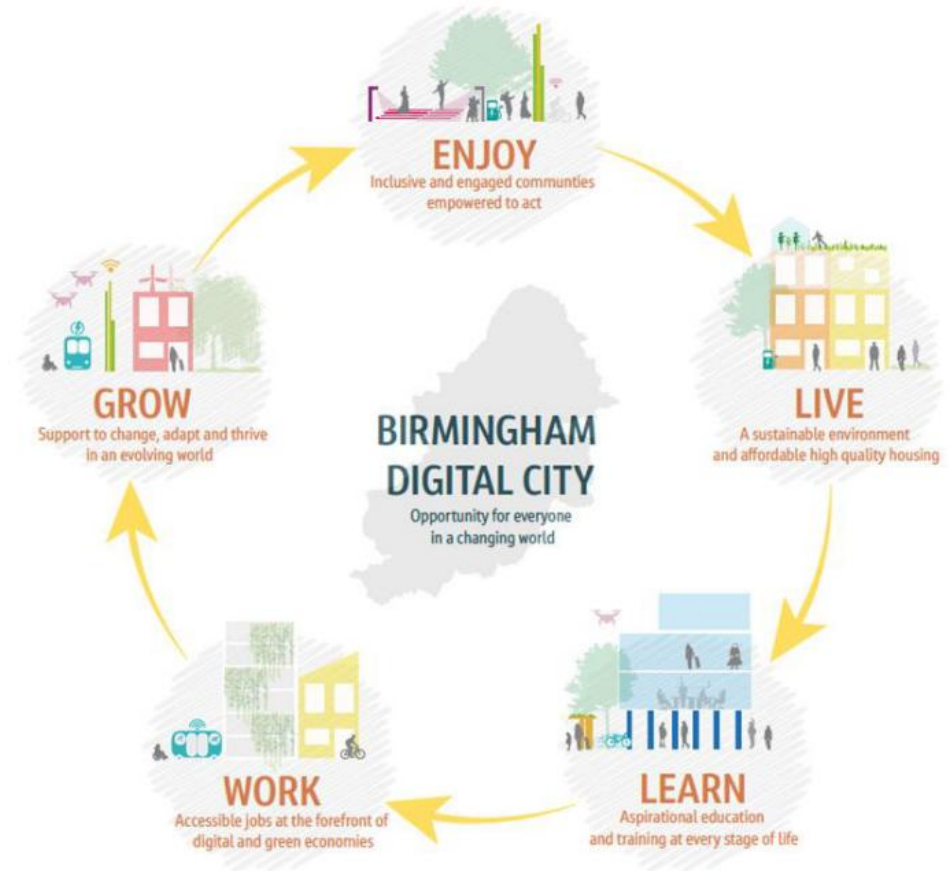 ENJOY
Inclusive and engaged communties
empowered to act
LIVE
A sustainable environment
and affordable high quality housing
LEARN
Aspirational education
and training at every stage of life
WORK
Accessible jobs at the forefront of
digital and green economies
GROW
Support to change, adapt and thrive
in an evolving world
BIRMINGHAM
DIGITAL CITY
Opportunity for everyone
in a changing world